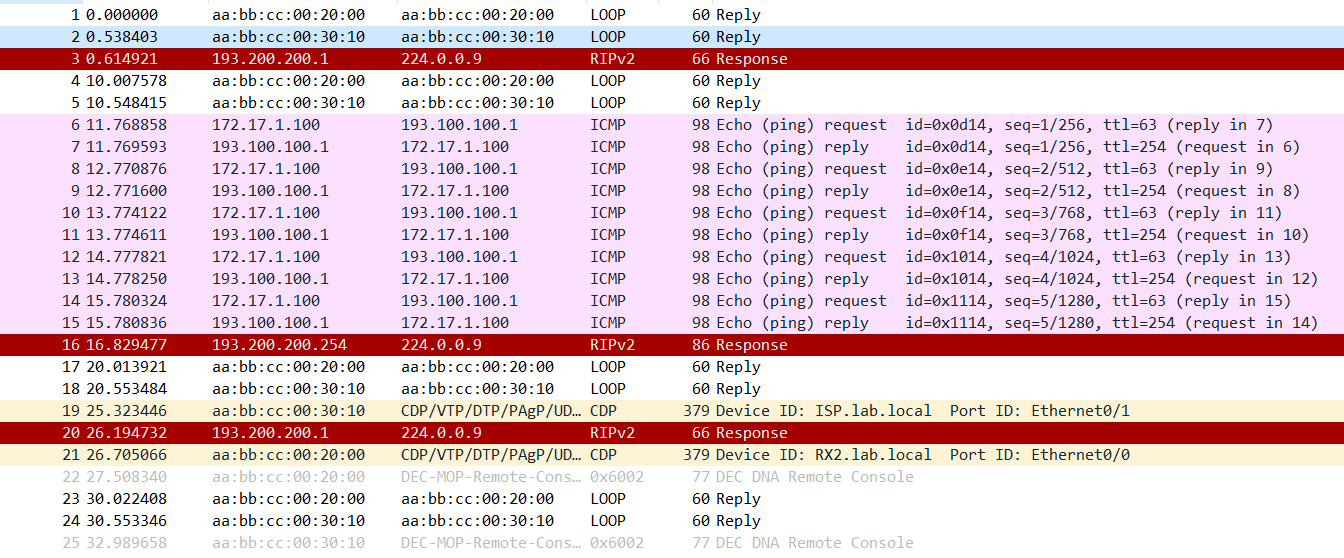 1 0.000000 aa:bb:cc:00:20:00 aa:bb:cc:00:20:00 LOOP 60 Reply
2 0.538403 aa:bb:cc:00:30:10 aa:bb:cc:00:30:10 LOOP 60 Reply
3 0.614921 193.200.200.1 224.0.0.9 RIPv2 66 Response
4 10.007578 aa:bb:cc:00:20:00 aa:bb:cc:00:20:00 LOOP 60 Reply
5 10.548415 aa:bb:cc:00:30:10 aa:bb:cc:00:30:10 LOOP 60 Reply
6 11.768858 172.17.1.100 193.100.100.1 ICMP 98 Echo (ping) request id=0x0d14, seq=1/256, ttl=63 (reply in 7)
7 11.769593 193.100.100.1 172.17.1.100 ICMP 98 Echo (ping) reply id=0x0d14, seq=1/256, ttl=254 (request in 6)
8 12.770876 172.17.1.100 193.100.100.1 ICMP 98 Echo (ping) request id=0x0e14, seq=2/512, ttl=63 (reply in 9)
9 12.771600 193.100.100.1 172.17.1.100 ICMP 98 Echo (ping) reply id=0x0e14, seq=2/512, ttl=254 (request in 8)
10 13.774122 172.17.1.100 193.100.100.1 ICMP 98 Echo (ping) request id=0x0f14, seq=3/768, ttl=63 (reply in 11)
11 13.774611 193.100.100.1 172.17.1.100 ICMP 98 Echo (ping) reply id=0x0f14, seq=3/768, ttl=254 (request in 10)
12 14.777821 172.17.1.100 193.100.100.1 ICMP 98 Echo (ping) request id=0x1014, seq=4/1024, ttl=63 (reply in 13)
13 14.778250 193.100.100.1 172.17.1.100 ICMP 98 Echo (ping) reply id=0x1014, seq=4/1024, ttl=254 (request in 12)
14 15.780324 172.17.1.100 193.100.100.1 ICMP 98 Echo (ping) request id=0x1114, seq=5/1280, ttl=63 (reply in 15)
15 15.780836 193.100.100.1 172.17.1.100 ICMP 98 Echo (ping) reply id=0x1114, seq=5/1280, ttl=254 (request in 14)
16 16.829477 193.200.200.254 224.0.0.9 RIPv2 86 Response
17 20.013921 aa:bb:cc:00:20:00 aa:bb:cc:00:20:00 LOOP 60 Reply
18 20.553484 aa:bb:cc:00:30:10 aa:bb:cc:00:30:10 LOOP 60 Reply
19 25.323446 aa:bb:cc:00:30:10 CDP/VTP/DTP/PAgP/UD… CDP 379 Device ID: ISP.lab.local Port ID: Ethernet0/1
20 26.194732 193.200.200.1 224.0.0.9 RIPv2 66 Response
21 26.705066 aa:bb:cc:00:20:00 CDP/VTP/DTP/PAgP/UD… CDP 379 Device ID: RX2.lab.local Port ID: Ethernet0/0
22 27.508340 aa:bb:cc:00:20:00 DEC-MOP-Remote-Cons… 0x6002 77 DEC DNA Remote Console
23 30.022408 aa:bb:cc:00:20:00 aa:bb:cc:00:20:00 LOOP 60 Reply
24 30.553346 aa:bb:cc:00:30:10 aa:bb:cc:00:30:10 LOOP 60 Reply
25 32.989658 aa:bb:cc:00:30:10 DEC-MOP-Remote-Cons… 0x6002 77 DEC DNA Remote Console